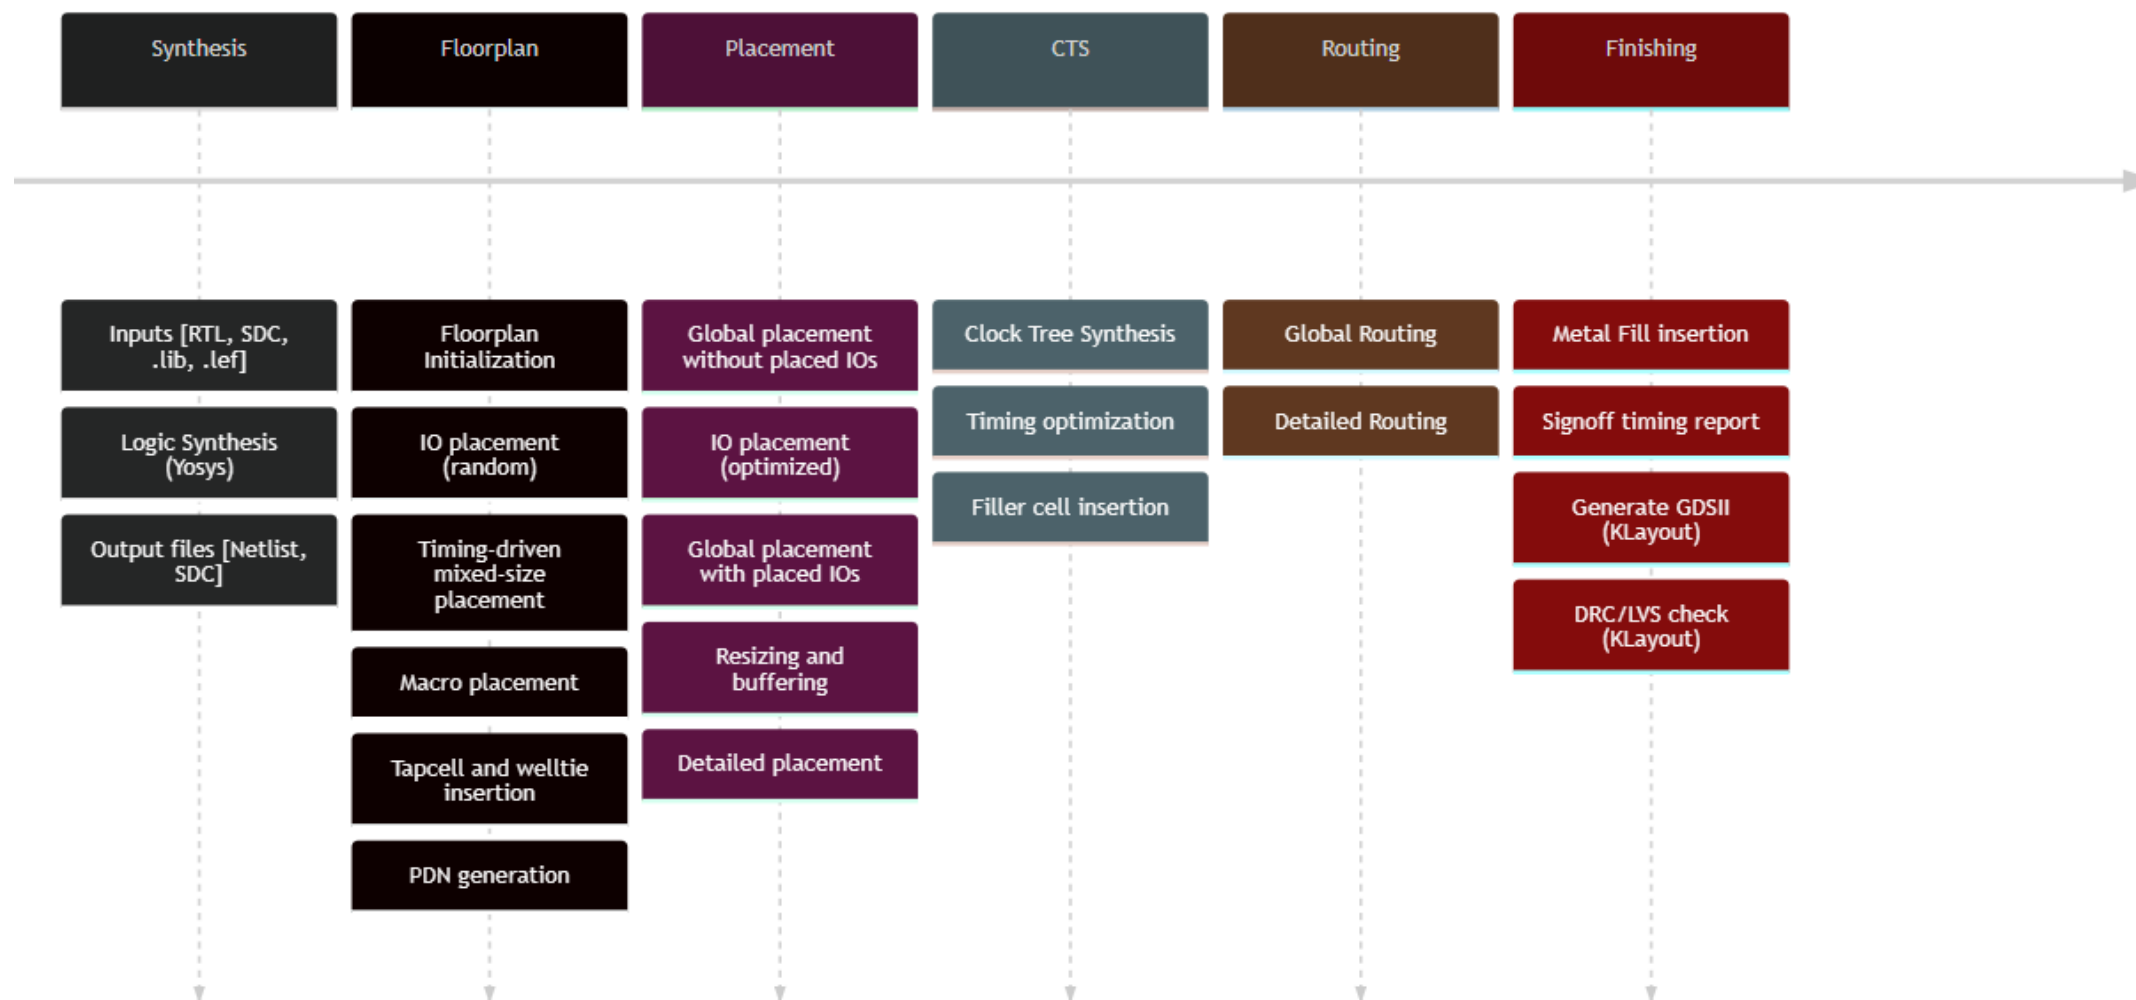 Synthesis
Floorplan
Placement
CTS
Routing
Finishing
Inputs [RTL, SDC,
.lib, .lef]
Logic Synthesis
(Yosys)
Output files [Netlist,
SDC]
Floorplan
Initialization
IO placement
(random)
Timing-driven
mixed-size
placement
Macro placement
Tapcell and welltie
insertion
PDN generation
Global placement
without placed IOs
IO placement
(optimized)
Global placement
with placed IOs
Resizing and
buffering
Detailed placement
Clock Tree Synthesis
Timing optimization
Filler cell insertion
Global Routing
Detailed Routing
Metal Fill insertion
Signoff timing report
Generate GDSII
(KLayout)
DRC/LVS check
(KLayout)